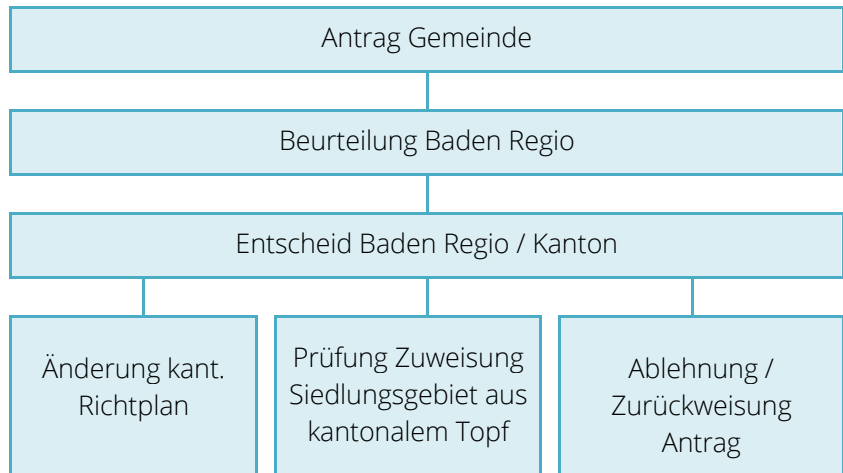 Antrag Gemeinde
Beurteilung Baden Regio
Entscheid Baden Regio / Kanton
Änderung kant.
Richtplan
Prüfung Zuweisung
Siedlungsgebiet aus
kantonalem Topf
Ablehnung /
Zurückweisung
Antrag